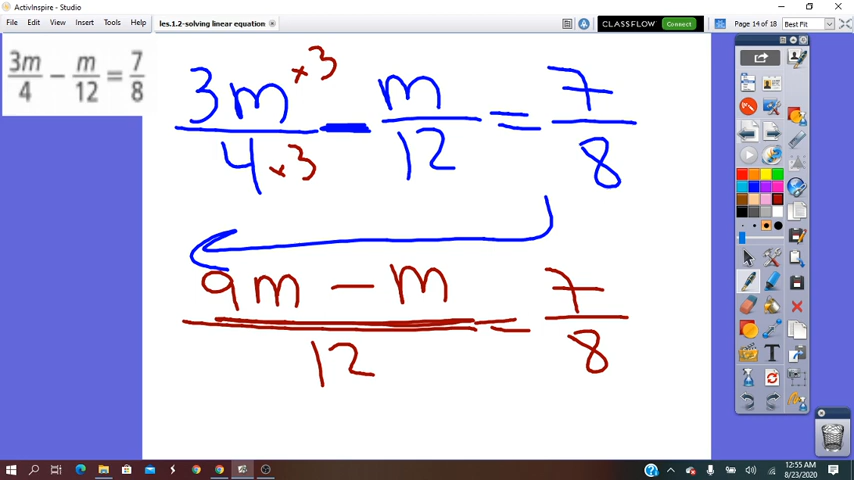 ActivInspire - Studio
File Edit View Insert Tools Help
les.1.2-solving linear equation
CLASSFLOW Connect
Page 14 of 18
Best Fit
3m/4 - m/12 = 7/8
3m ×3 / 4 ×3 - m/12 = 7/8
9m - m / 12 = 7/8
12:55 AM
8/23/2020